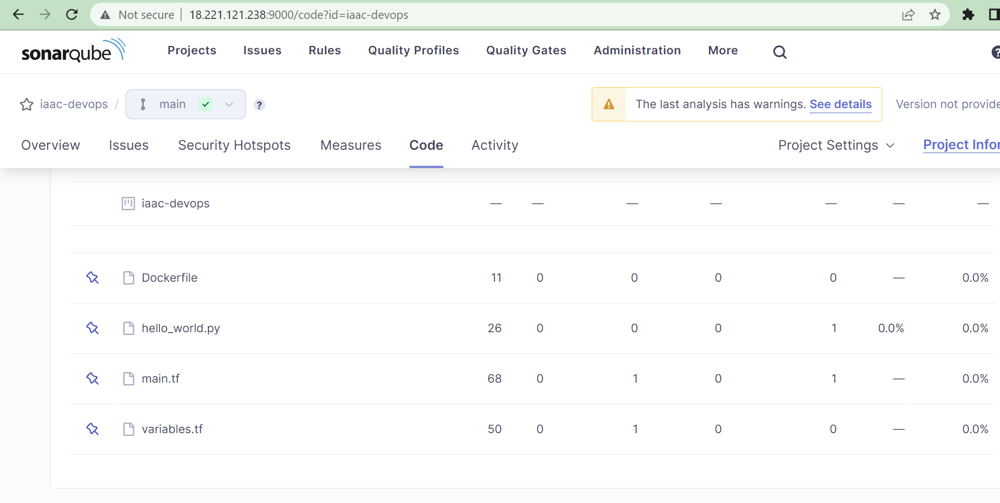 Not secure | 18.221.121.238:9000/code?id=iaac-devops
sonarqube Projects Issues Rules Quality Profiles Quality Gates Administration More ?
iaac-devops / main ? The last analysis has warnings. See details Version not provide
Overview Issues Security Hotspots Measures Code Activity Project Settings Project Infor
iaac-devops — — — — — — —
Dockerfile 11 0 0 0 0 — 0.0%
hello_world.py 26 0 0 0 1 0.0% 0.0%
main.tf 68 0 1 0 1 — 0.0%
variables.tf 50 0 1 0 0 — 0.0%